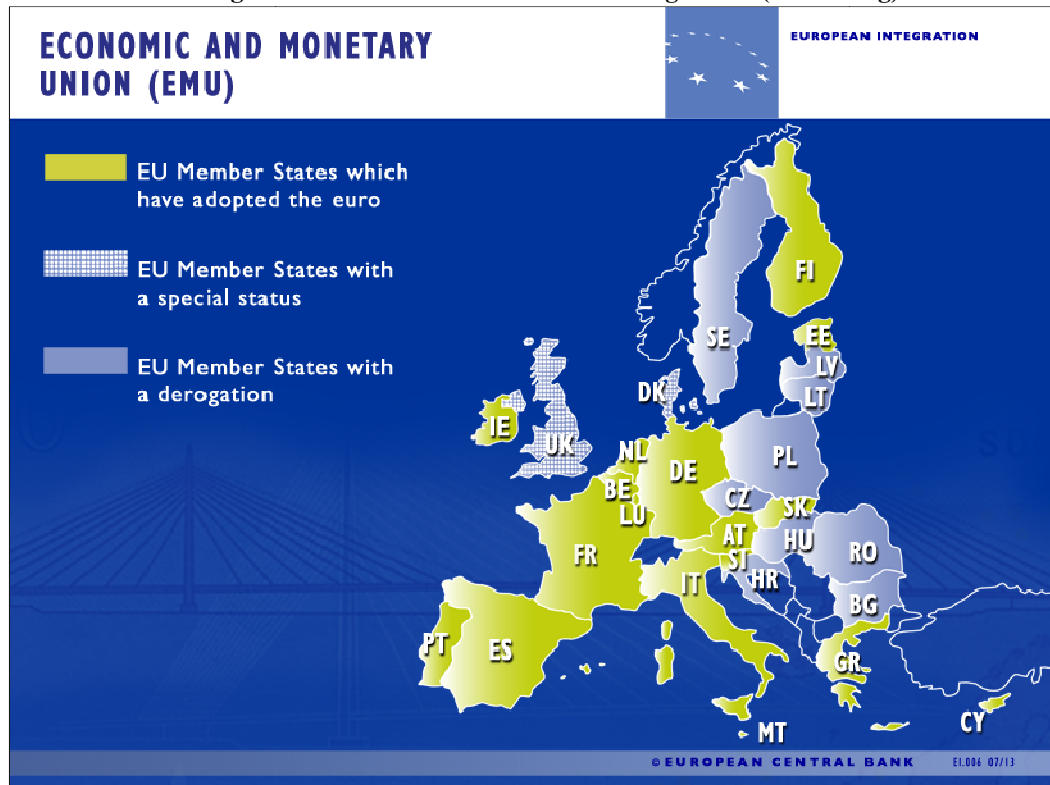 ECONOMIC AND MONETARY
UNION (EMU)
EUROPEAN INTEGRATION
EU Member States which
have adopted the euro
EU Member States with
a special status
EU Member States with
a derogation
FI
SE
EE
LV
LT
DK
IE
UK
NL
DE
PL
BE
CZ
LU
SK
AT
HU
FR
SI
RO
IT
HR
BG
PT
ES
GR
MT
CY
© EUROPEAN CENTRAL BANK
EI.006 07/13